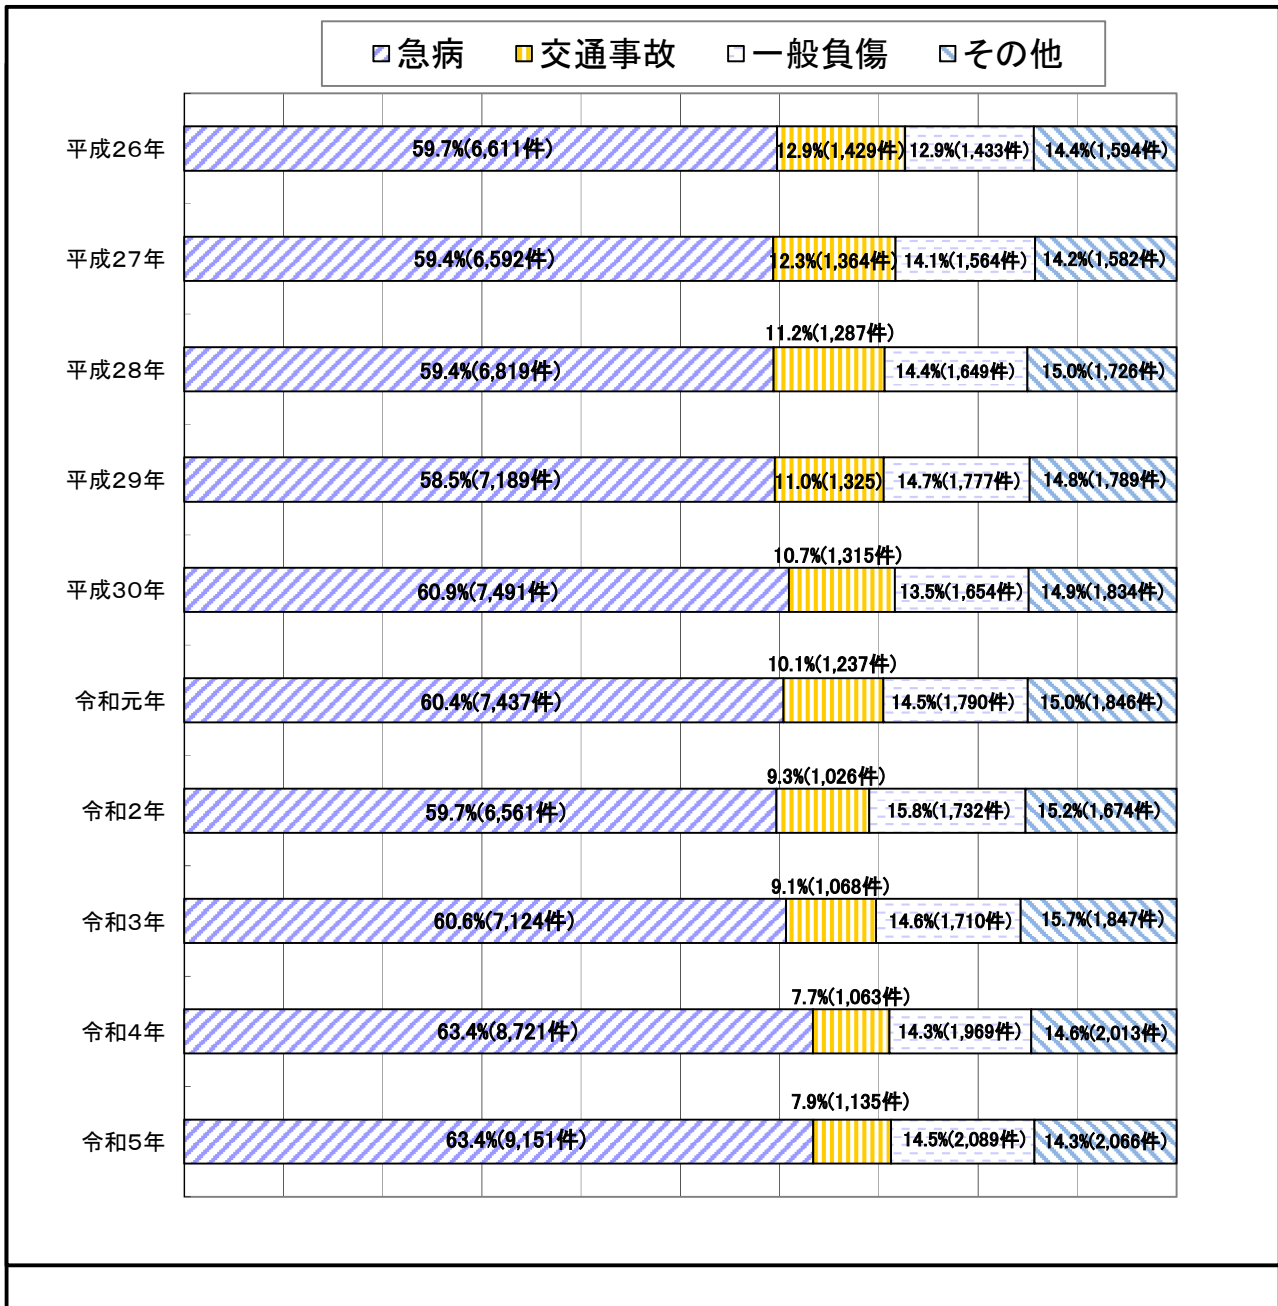 急病 交通事故 一般負傷 その他
平成26年 59.7%(6,611件) 12.9%(1,429件) 12.9%(1,433件) 14.4%(1,594件)
平成27年 59.4%(6,592件) 12.3%(1,364件) 14.1%(1,564件) 14.2%(1,582件)
11.2%(1,287件)
平成28年 59.4%(6,819件) 14.4%(1,649件) 15.0%(1,726件)
平成29年 58.5%(7,189件) 11.0%(1,325) 14.7%(1,777件) 14.8%(1,789件)
10.7%(1,315件)
平成30年 60.9%(7,491件) 13.5%(1,654件) 14.9%(1,834件)
10.1%(1,237件)
令和元年 60.4%(7,437件) 14.5%(1,790件) 15.0%(1,846件)
9.3%(1,026件)
令和2年 59.7%(6,561件) 15.8%(1,732件) 15.2%(1,674件)
9.1%(1,068件)
令和3年 60.6%(7,124件) 14.6%(1,710件) 15.7%(1,847件)
7.7%(1,063件)
令和4年 63.4%(8,721件) 14.3%(1,969件) 14.6%(2,013件)
7.9%(1,135件)
令和5年 63.4%(9,151件) 14.5%(2,089件) 14.3%(2,066件)